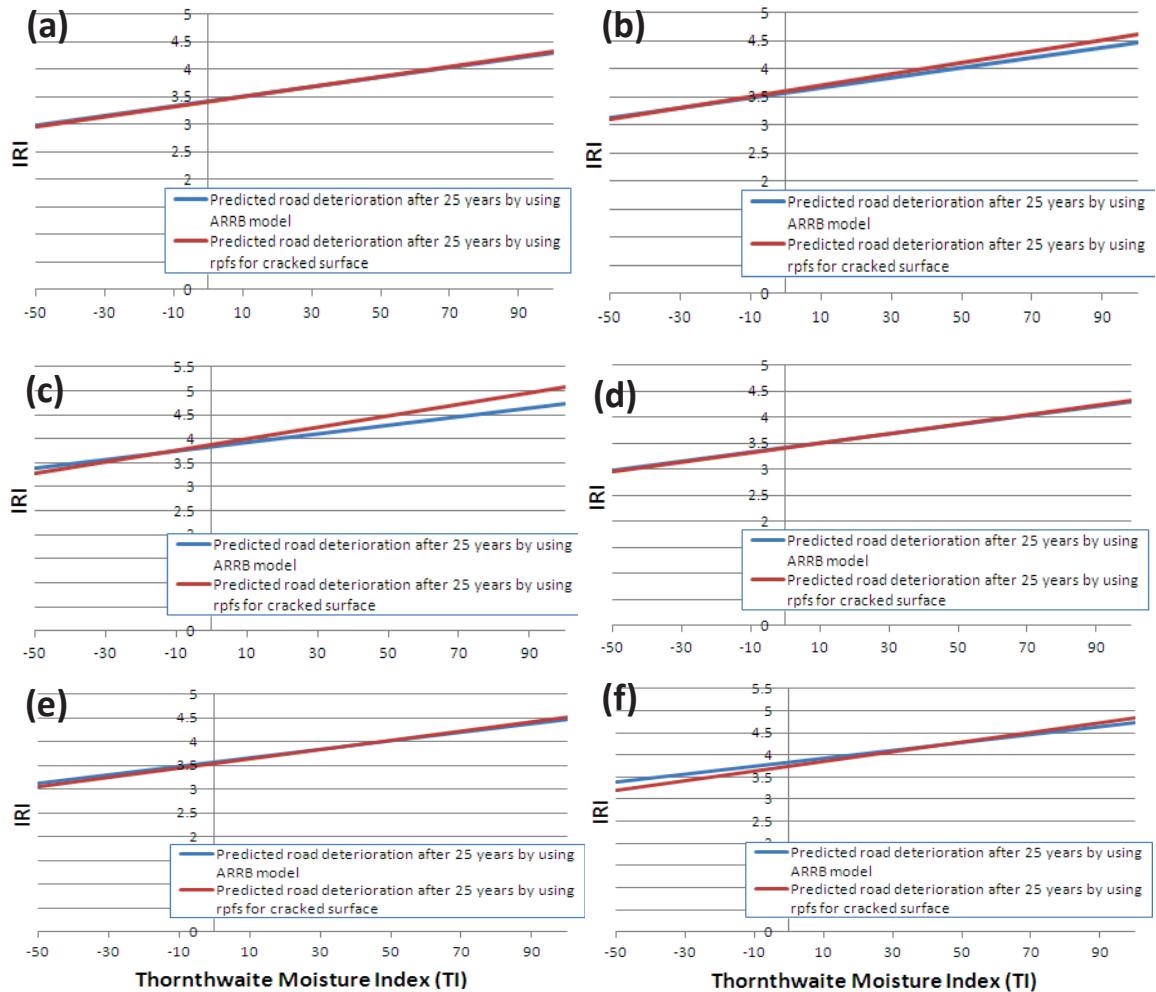 (a)
5
4.5
4
3.5
3
2.5
2
0
IRI
Predicted road deterioration after 25 years by using
ARRB model
Predicted road deterioration after 25 years by using
rpfs for cracked surface
-50 -30 -10 10 30 50 70 90
(b)
5
4.5
4
3.5
3
2.5
2
0
IRI
Predicted road deterioration after 25 years by using
ARRB model
Predicted road deterioration after 25 years by using
rpfs for cracked surface
-50 -30 -10 10 30 50 70 90
(c)
5.5
5
4.5
4
3.5
3
2.5
0
IRI
Predicted road deterioration after 25 years by using
ARRB model
Predicted road deterioration after 25 years by using
rpfs for cracked surface
-50 -30 -10 10 30 50 70 90
(d)
5
4.5
4
3.5
3
2.5
2
0
IRI
Predicted road deterioration after 25 years by using
ARRB model
Predicted road deterioration after 25 years by using
rpfs for cracked surface
-50 -30 -10 10 30 50 70 90
(e)
5
4.5
4
3.5
3
2.5
2
0
IRI
Predicted road deterioration after 25 years by using
ARRB model
Predicted road deterioration after 25 years by using
rpfs for cracked surface
-50 -30 -10 10 30 50 70 90
Thornthwaite Moisture Index (TI)
(f)
5.5
5
4.5
4
3.5
3
2.5
0
IRI
Predicted road deterioration after 25 years by using
ARRB model
Predicted road deterioration after 25 years by using
rpfs for cracked surface
-50 -30 -10 10 30 50 70 90
Thornthwaite Moisture Index (TI)